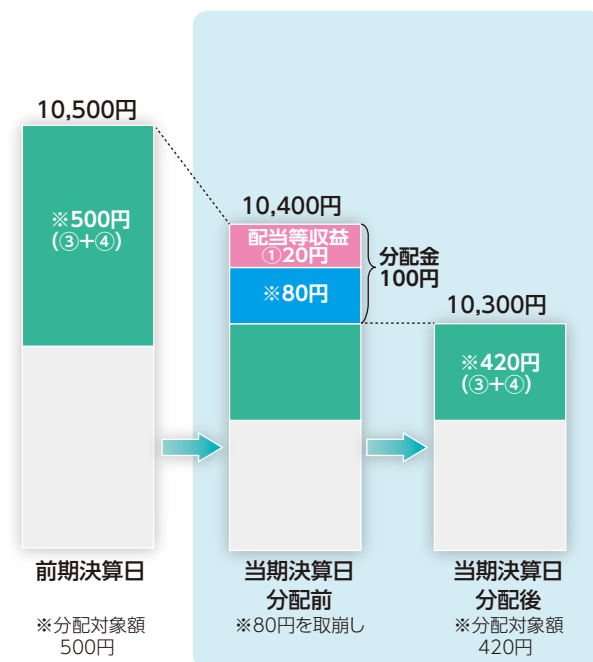 10,500円
※500円
(③+④)
10,400円
配当等収益
①20円
※80円
分配金
100円
10,300円
※420円
(③+④)
前期決算日
※分配対象額
500円
当期決算日
分配前
※80円を取崩し
当期決算日
分配後
※分配対象額
420円